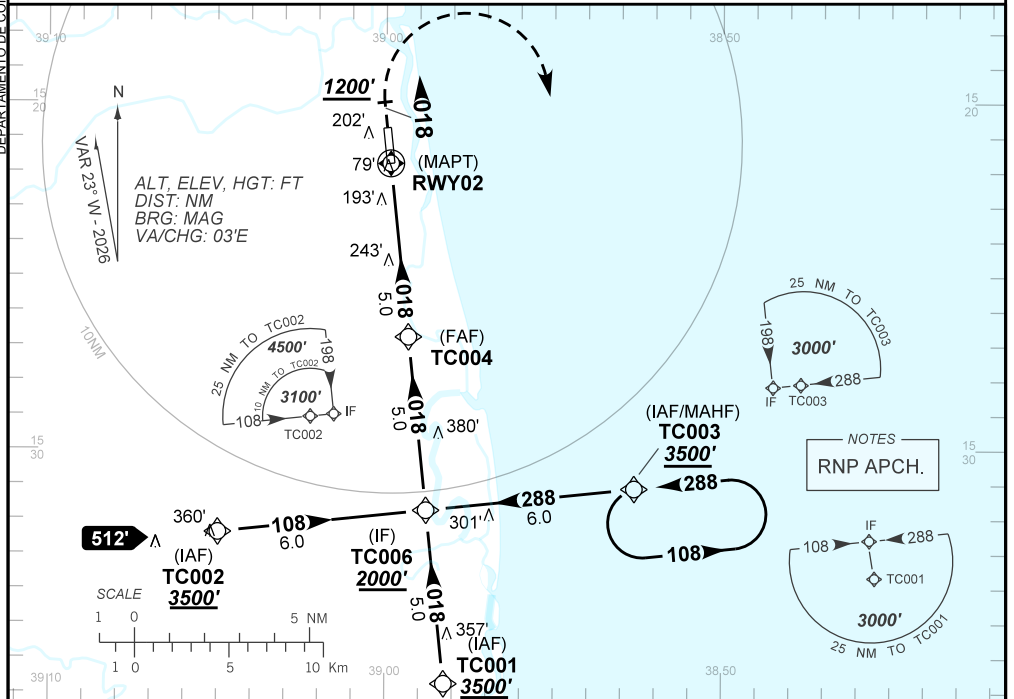 39 10
39 00
38 50
DEPARTAMENTO DE CO
15
20
15
20
N
VAR 23° W - 2026
ALT, ELEV, HGT: FT
DIST: NM
BRG: MAG
VA/CHG: 03'E
1200'
018
202'
79'
(MAPT)
RWY02
193'
243'
018
5.0
10NM
(FAF)
TC004
25 NM TO TC002
4500'
198
10 NM TO TC002
3100'
108
IF
TC002
25 NM TO TC003
198
3000'
288
IF
TC003
018
5.0
380'
(IAF/MAHF)
TC003
3500'
288
108
15
30
15
30
NOTES
RNP APCH.
288
6.0
301'
360'
512'
108
6.0
(IAF)
TC002
3500'
(IF)
TC006
2000'
IF
108
288
TC001
3000'
25 NM TO TC001
SCALE
1 0 5 NM
1 0 5 10 Km
018
5.0
357'
(IAF)
TC001
3500'
39 10
39 00
38 50